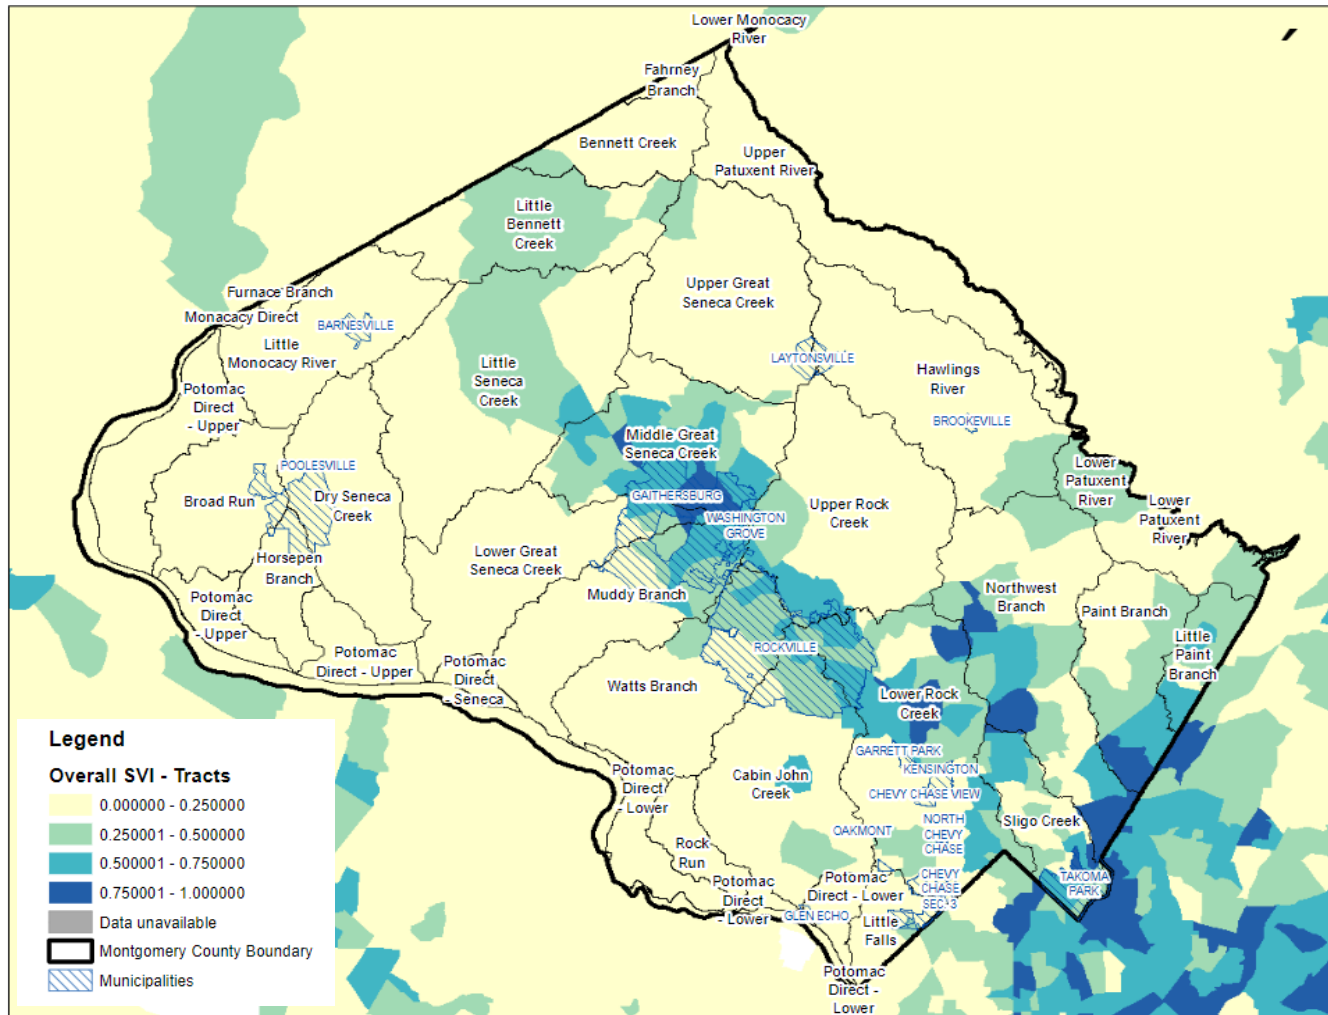 Lower Monocacy
River
Fahrney
Branch
Bennett Creek
Upper
Patuxent River
Little
Bennett
Creek
Upper Great
Seneca Creek
Furnace Branch
Monacacy Direct
BARNESVILLE
Little
Monocacy River
LAYTONSVILLE
Hawlings
River
Little
Seneca
Creek
Potomac
Direct
- Upper
BROOKEVILLE
Middle Great
Seneca Creek
POOLESVILLE
Lower
Patuxent
River
Broad Run
Dry Seneca
Creek
GAITHERSBURG
Upper Rock
Creek
WASHINGTON
GROVE
Lower
Patuxent
River
Horsepen
Branch
Lower Great
Seneca Creek
Muddy Branch
Northwest
Branch
Paint Branch
Potomac
Direct
- Upper
ROCKVILLE
Little
Paint
Branch
Potomac
Direct - Upper
Potomac
Direct
- Seneca
Watts Branch
Lower Rock
Creek
GARRETT PARK
KENSINGTON
Potomac
Direct
- Lower
Cabin John
Creek
CHEVY CHASE VIEW
OAKMONT
NORTH
CHEVY
CHASE
Sligo Creek
Rock
Run
Potomac
Direct
- Lower
Potomac
Direct - Lower
CHEVY
CHASE
SEC. 3
TAKOMA
PARK
GLEN ECHO
Little
Falls
Potomac
Direct -
Lower
Legend
Overall SVI - Tracts
0.000000 - 0.250000
0.250001 - 0.500000
0.500001 - 0.750000
0.750001 - 1.000000
Data unavailable
Montgomery County Boundary
Municipalities